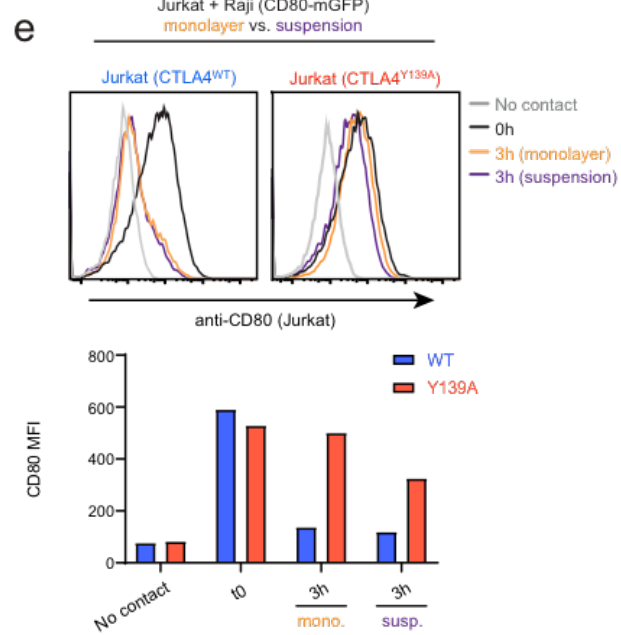 e
Jurkat + Raji (CD80-mGFP)
monolayer vs. suspension
Jurkat (CTLA4ᵂᵀ) Jurkat (CTLA4ʸ¹³⁹ᴬ)
No contact
0h
3h (monolayer)
3h (suspension)
anti-CD80 (Jurkat)
WT
Y139A
CD80 MFI
800
600
400
200
0
No contact t0 3h 3h
mono. susp.